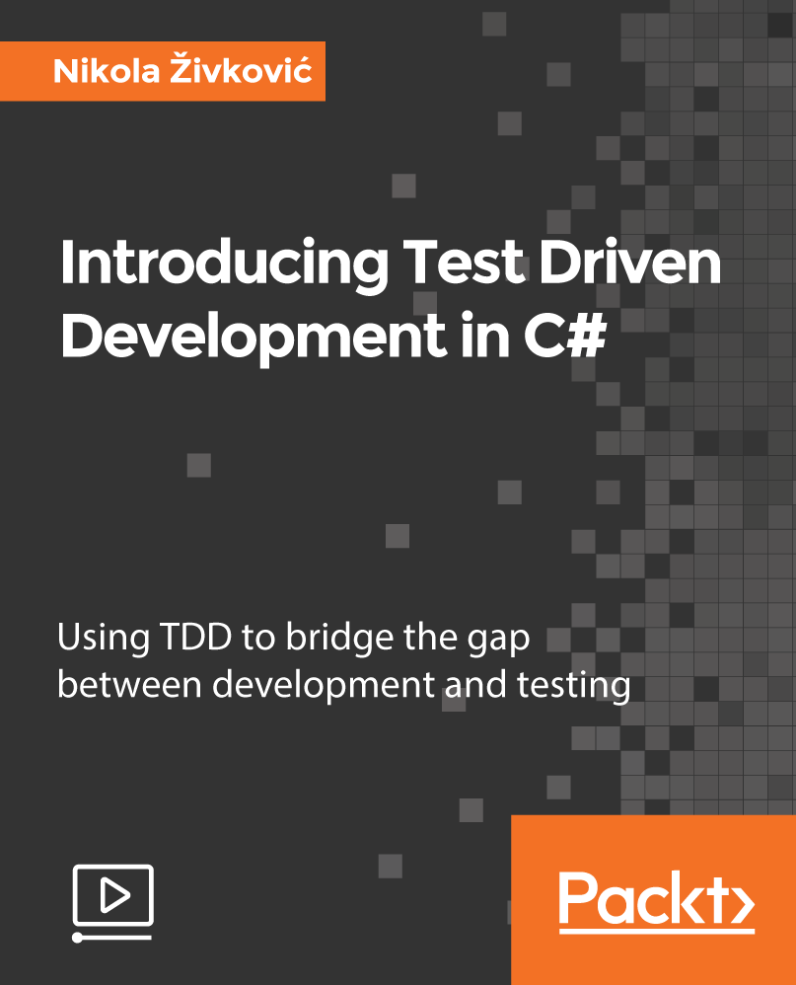 Nikola Živković
Introducing Test Driven
Development in C#
Using TDD to bridge the gap
between development and testing
Packt>